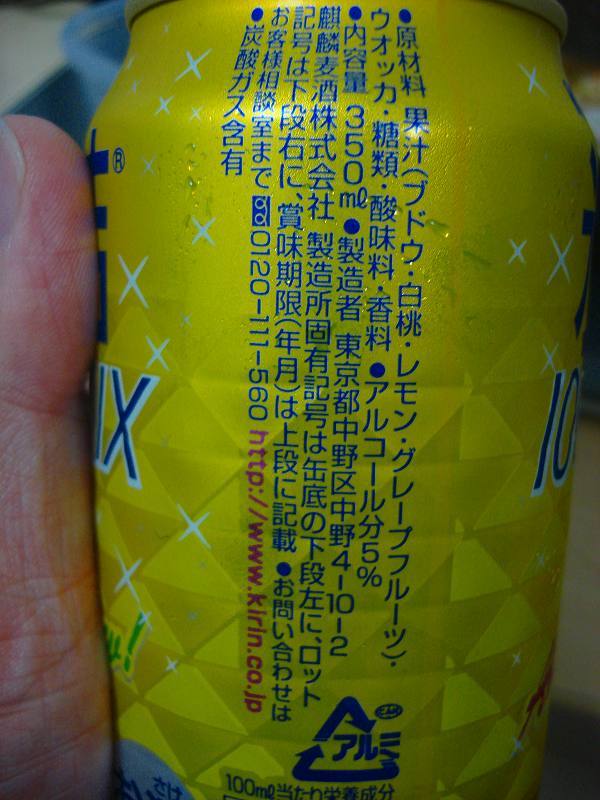 ●原材料 果汁(ブドウ・白桃・レモン・グレープフルーツ)・
ウオッカ・糖類・酸味料・香料 ●アルコール分5%
●内容量 350ml ●製造者 東京都中野区中野4-10-2
麒麟麦酒株式会社 製造所固有記号は缶底の下段左に、ロット
記号は下段右に、賞味期限(年月)は上段に記載 ●お問い合わせは
お客様相談室まで 0120-111-560 http://www.kirin.co.jp
●炭酸ガス含有
®
IX
アルミ
100ml当たり栄養成分
さけ